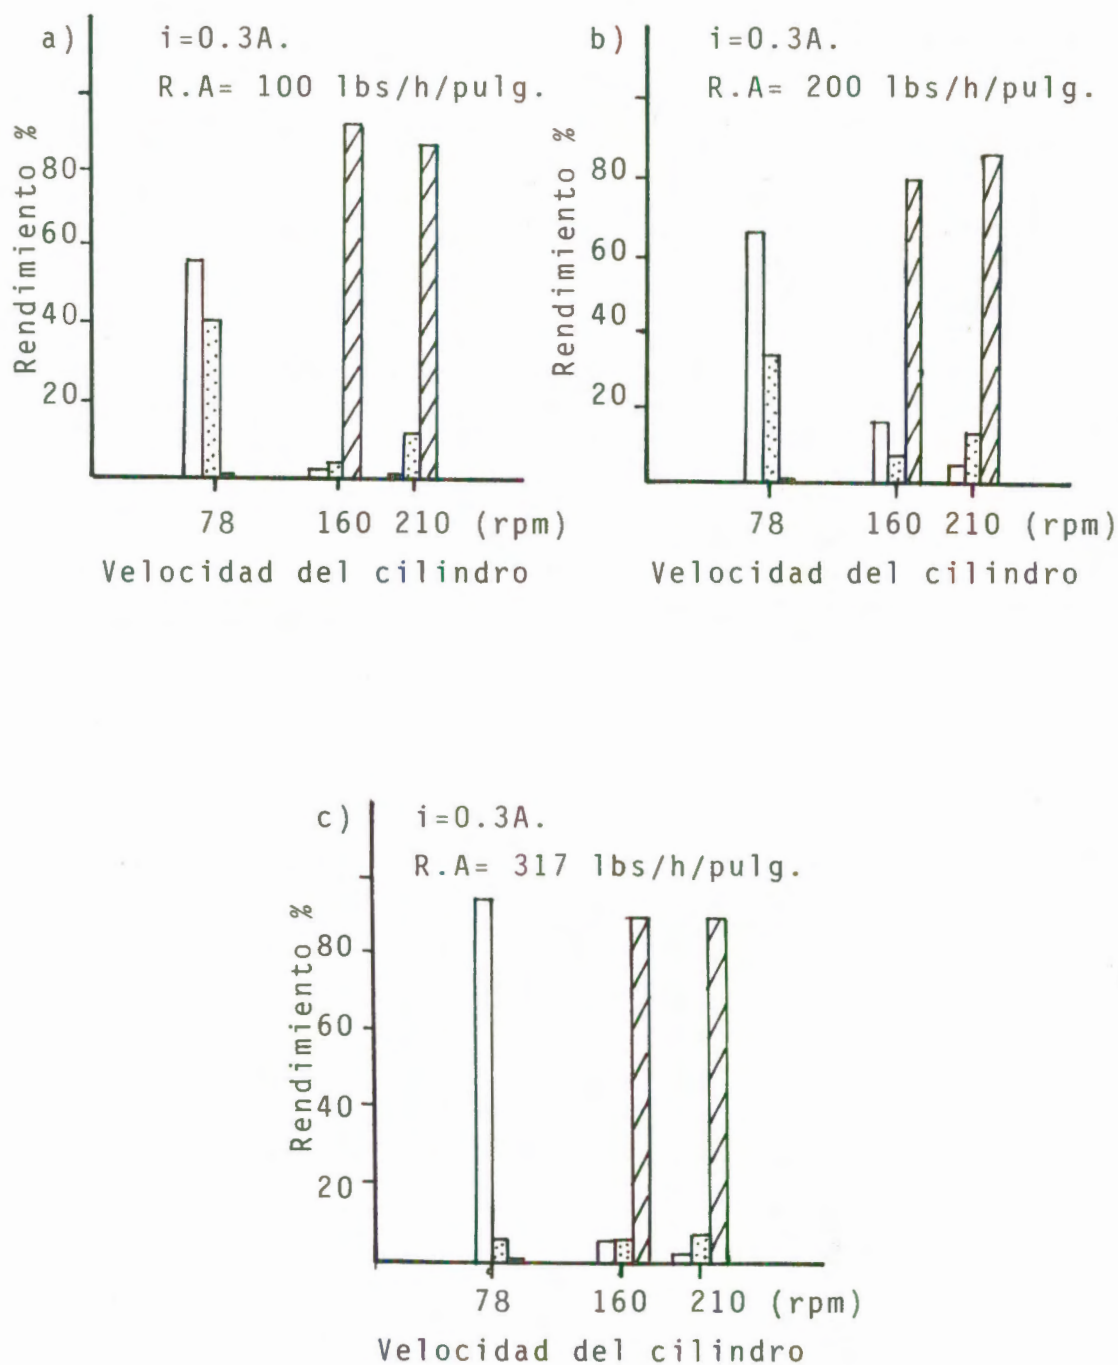 a) i=0.3A.
R.A= 100 lbs/h/pulg.
Rendimiento %
80
60
40
20
78 160 210 (rpm)
Velocidad del cilindro
b) i=0.3A.
R.A= 200 lbs/h/pulg.
Rendimiento %
80
60
40
20
78 160 210 (rpm)
Velocidad del cilindro
c) i=0.3A.
R.A= 317 lbs/h/pulg.
Rendimiento %
80
60
40
20
78 160 210 (rpm)
Velocidad del cilindro